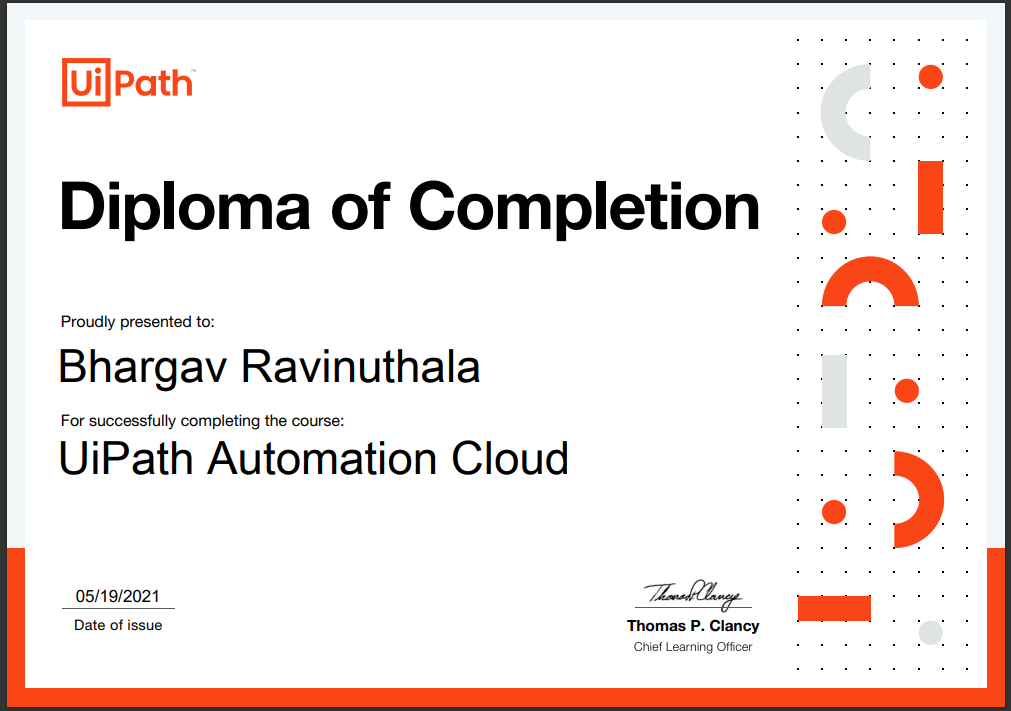 UiPath™
Diploma of Completion
Proudly presented to:
Bhargav Ravinuthala
For successfully completing the course:
UiPath Automation Cloud
05/19/2021
Date of issue
Thomas P. Clancy
Thomas P. Clancy
Chief Learning Officer